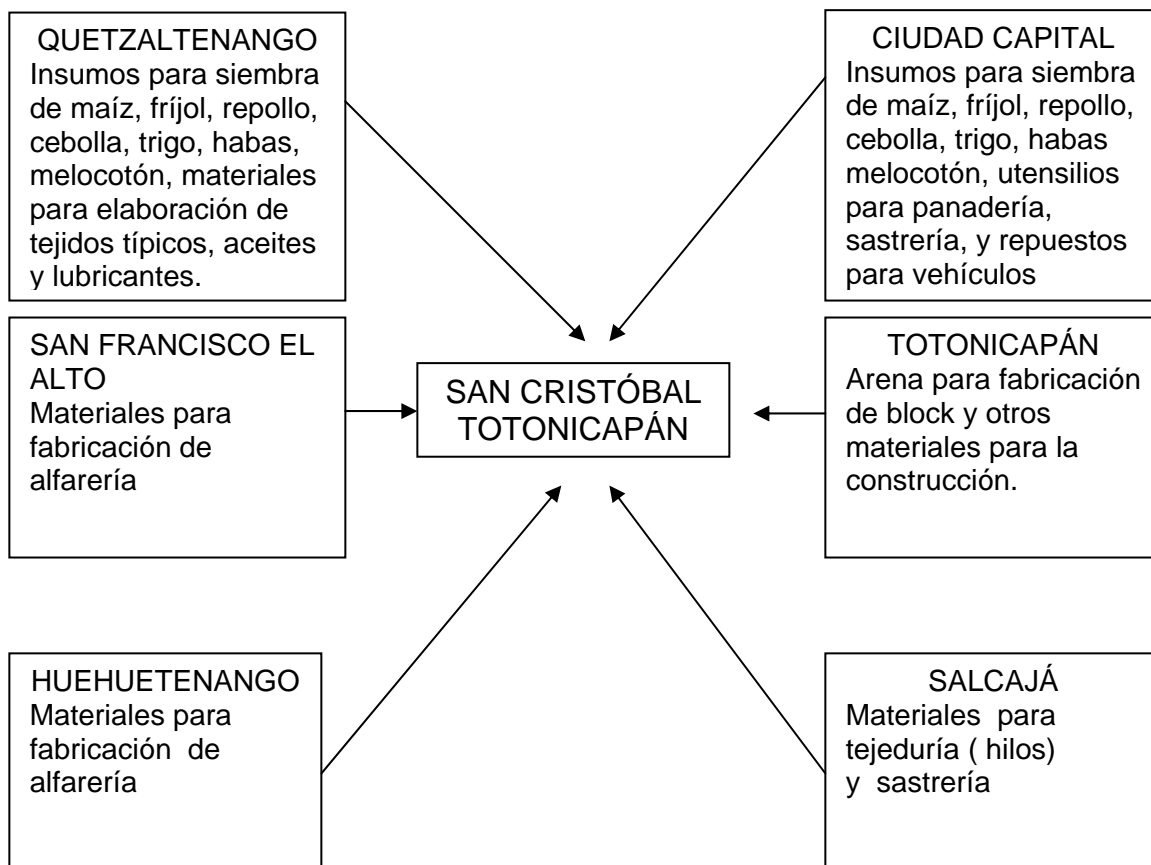 QUETZALTENANGO
Insumos para siembra
de maíz, fríjol, repollo,
cebolla, trigo, habas,
melocotón, materiales
para elaboración de
tejidos típicos, aceites
y lubricantes.
CIUDAD CAPITAL
Insumos para siembra
de maíz, fríjol, repollo,
cebolla, trigo, habas
melocotón, utensilios
para panadería,
sastrería, y repuestos
para vehículos
SAN FRANCISCO EL
ALTO
Materiales para
fabricación de
alfarería
SAN CRISTÓBAL
TOTONICAPÁN
TOTONICAPÁN
Arena para fabricación
de block y otros
materiales para la
construcción.
HUEHUETENANGO
Materiales para
fabricación de
alfarería
SALCAJÁ
Materiales para
tejeduría ( hilos)
y sastrería